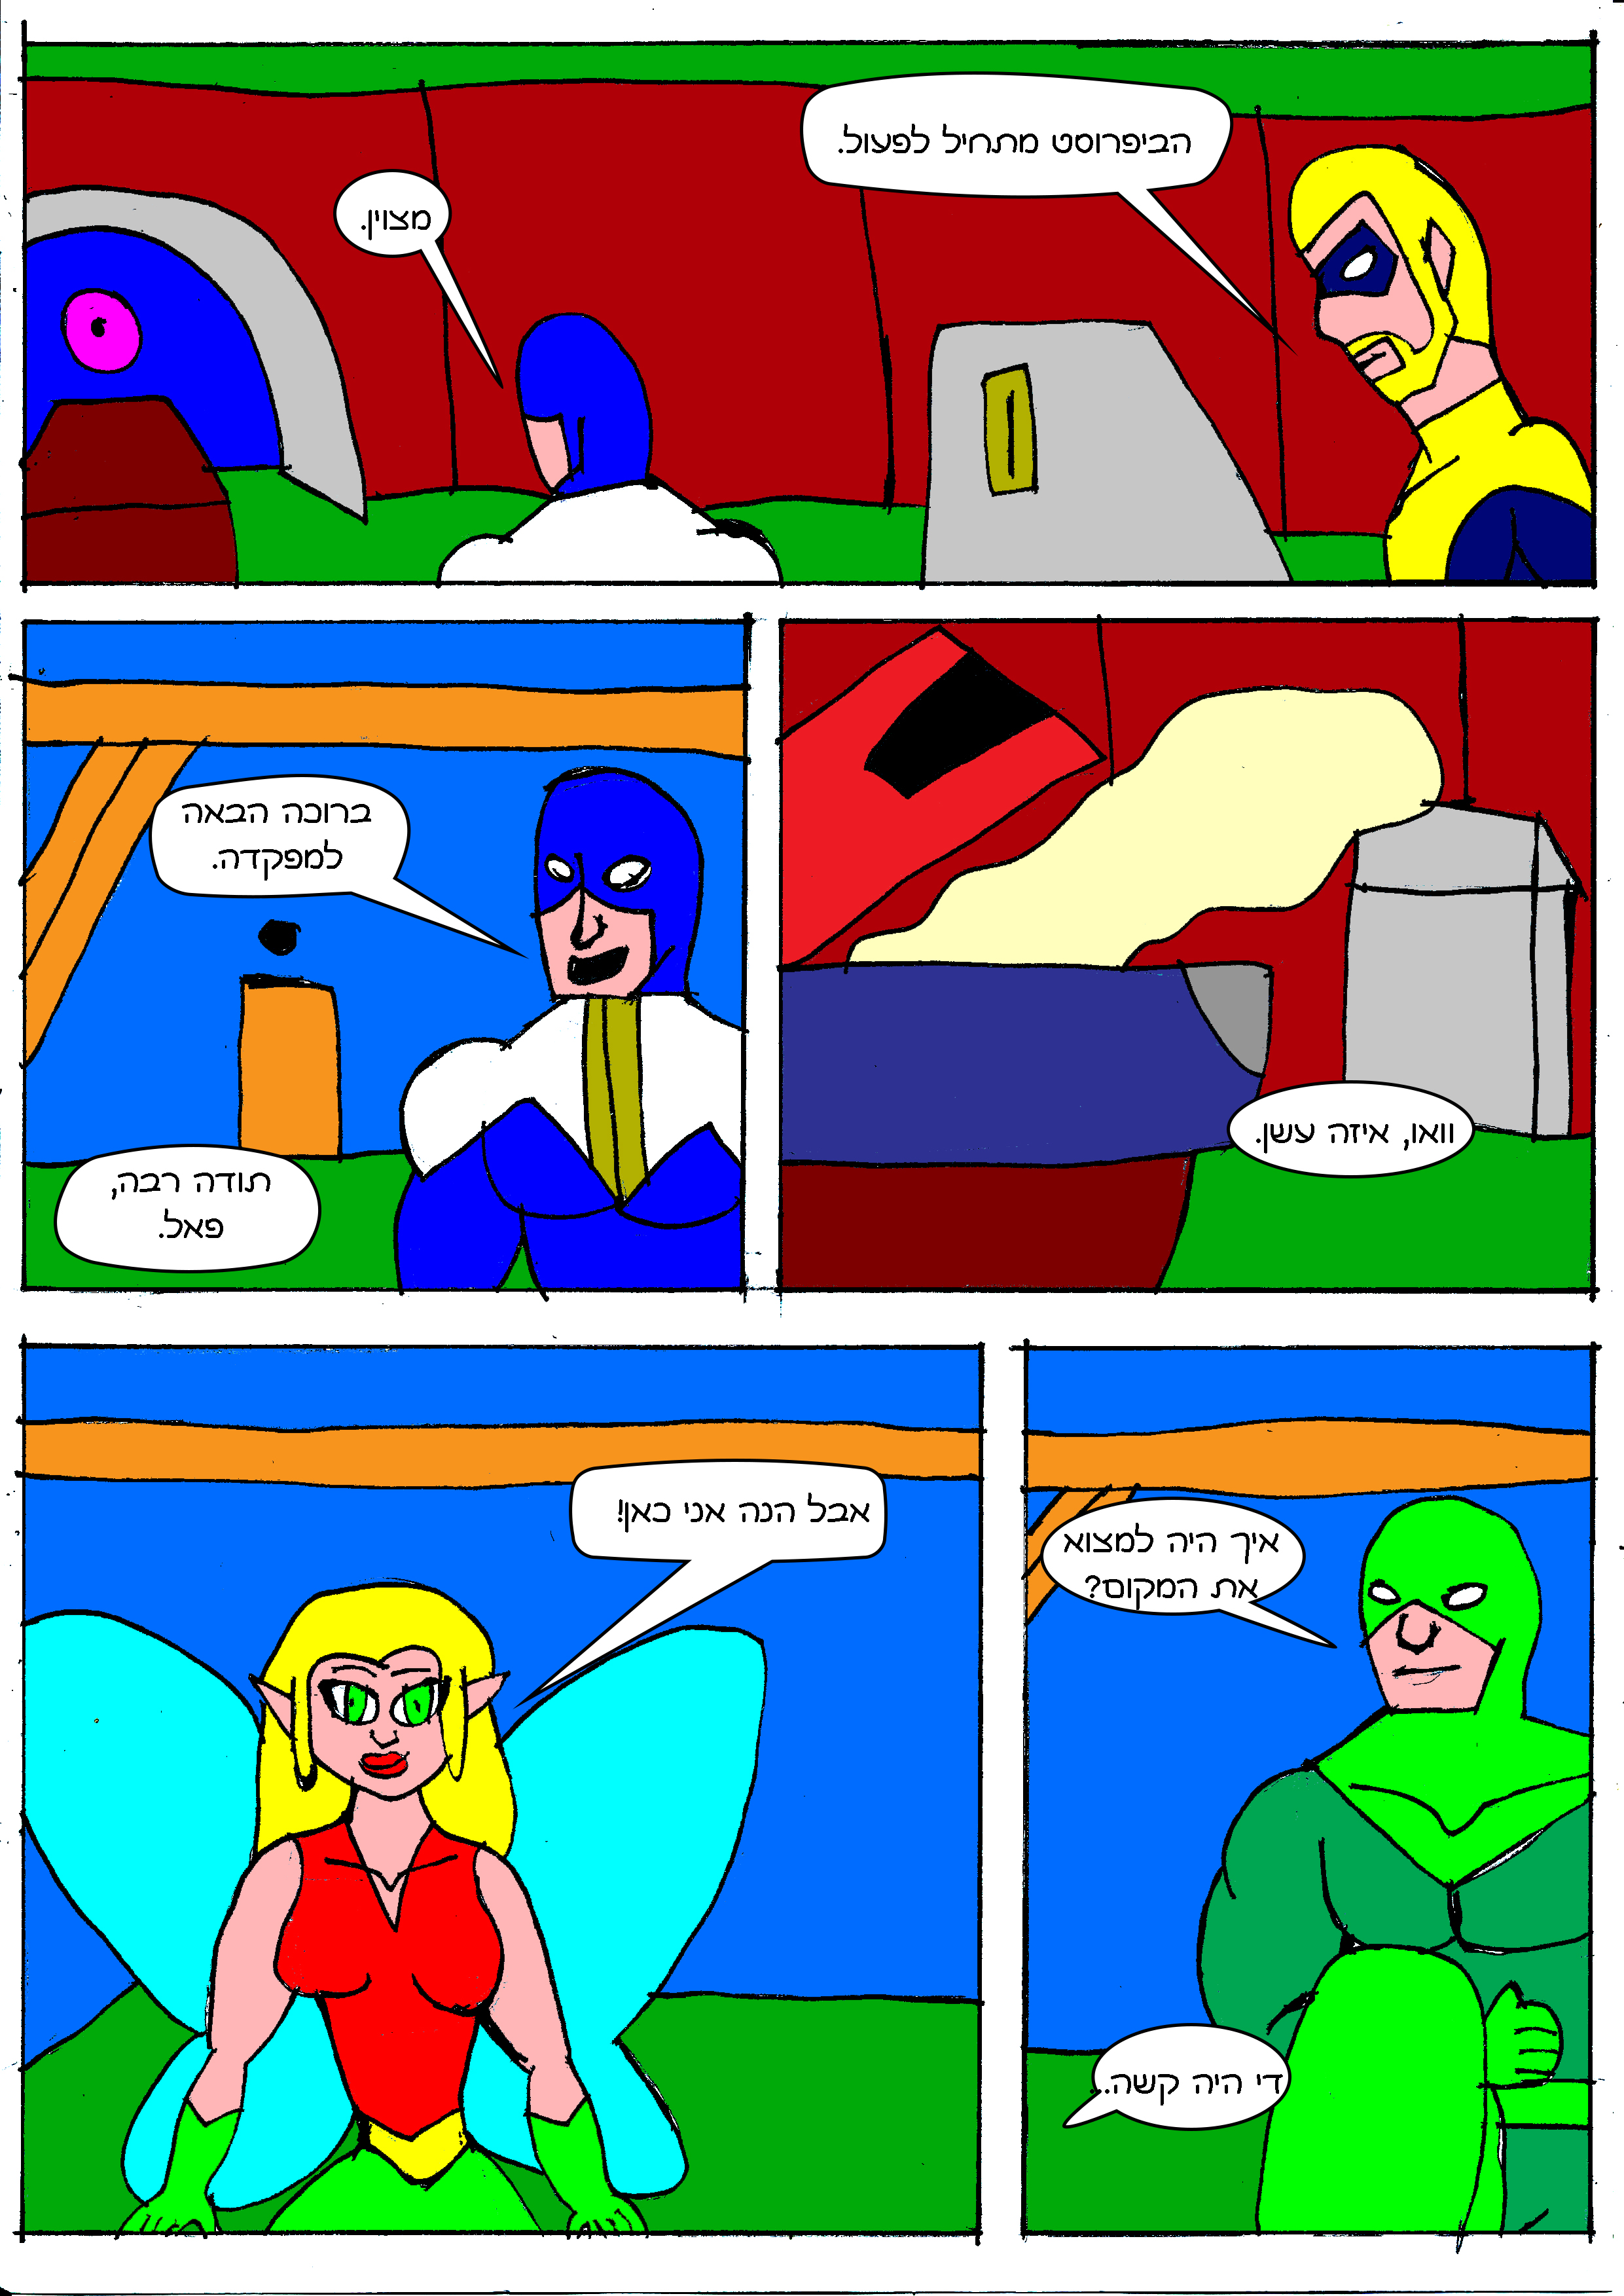 הביפרוסט מתחיל לפעול.
מצוין.
וואו, איזה עשן.
ברוכה הבאה
למפקדה.
תודה רבה,
פאל.
איך היה למצוא
את המקום?
די היה קשה..
אבל הנה אני כאן!